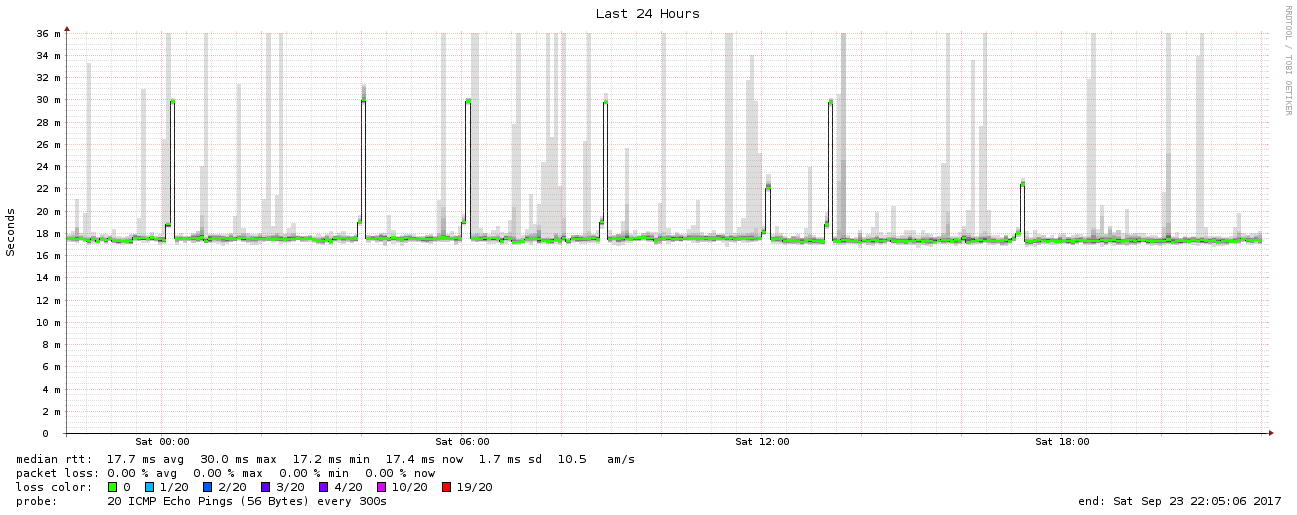 Last 24 Hours
RRDTOOL / TOBI OETIKER
Seconds
36 m
34 m
32 m
30 m
28 m
26 m
24 m
22 m
20 m
18 m
16 m
14 m
12 m
10 m
8 m
6 m
4 m
2 m
0
Sat 00:00 Sat 06:00 Sat 12:00 Sat 18:00
median rtt: 17.7 ms avg 30.0 ms max 17.2 ms min 17.4 ms now 1.7 ms sd 10.5 am/s
packet loss: 0.00 % avg 0.00 % max 0.00 % min 0.00 % now
loss color: 0 1/20 2/20 3/20 4/20 10/20 19/20
probe: 20 ICMP Echo Pings (56 Bytes) every 300s end: Sat Sep 23 22:05:06 2017